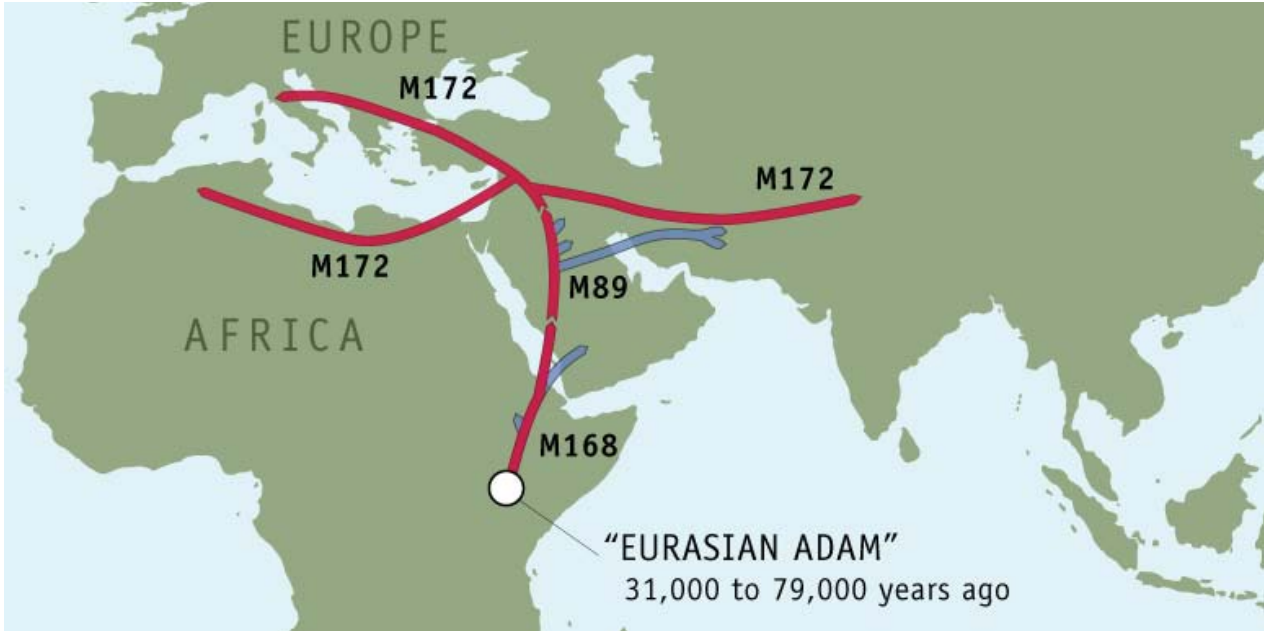 EUROPE
M172
M172
M172
M89
AFRICA
M168
“EURASIAN ADAM”
31,000 to 79,000 years ago